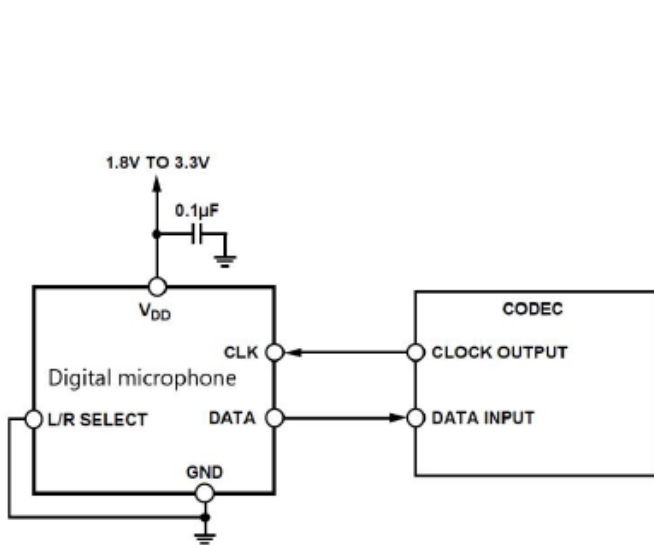 1.8V TO 3.3V
0.1µF
VDD
CODEC
CLK
CLOCK OUTPUT
Digital microphone
L/R SELECT
DATA
DATA INPUT
GND